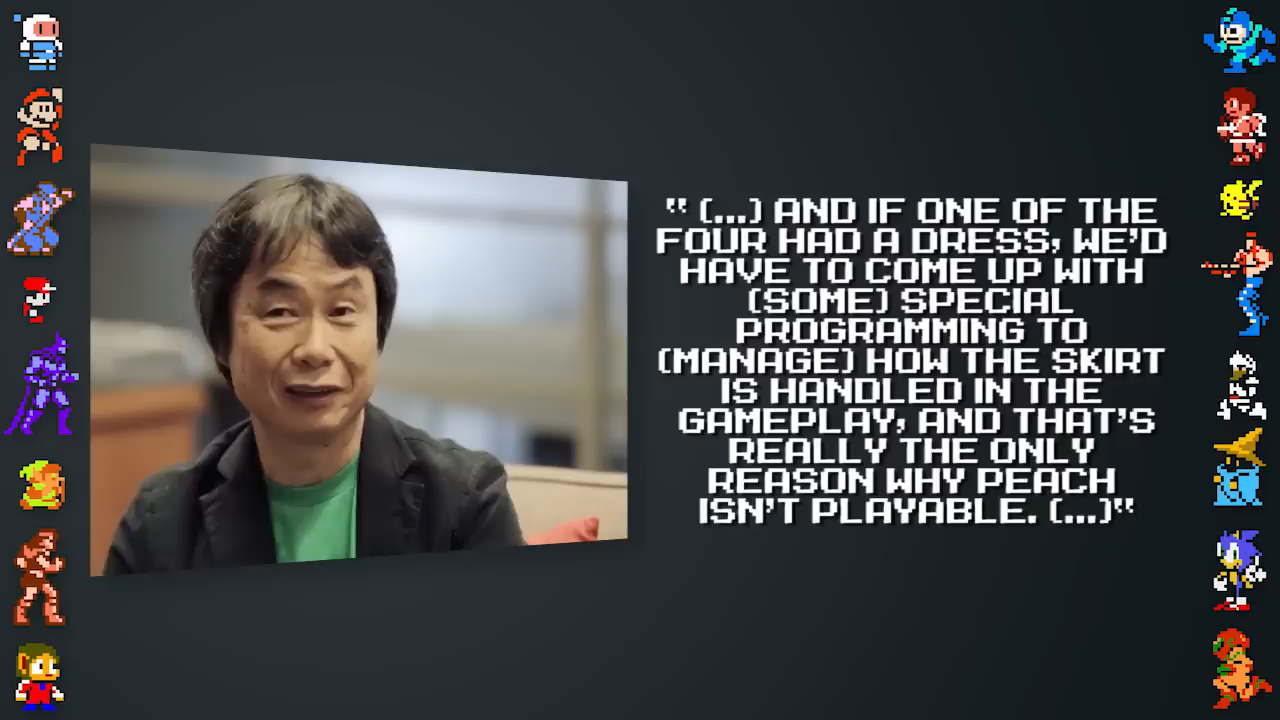 “ (...) AND IF ONE OF THE
FOUR HAD A DRESS, WE'D
HAVE TO COME UP WITH
(SOME) SPECIAL
PROGRAMMING TO
(MANAGE) HOW THE SKIRT
IS HANDLED IN THE
GAMEPLAY, AND THAT'S
REALLY THE ONLY
REASON WHY PEACH
ISN'T PLAYABLE. (...)“